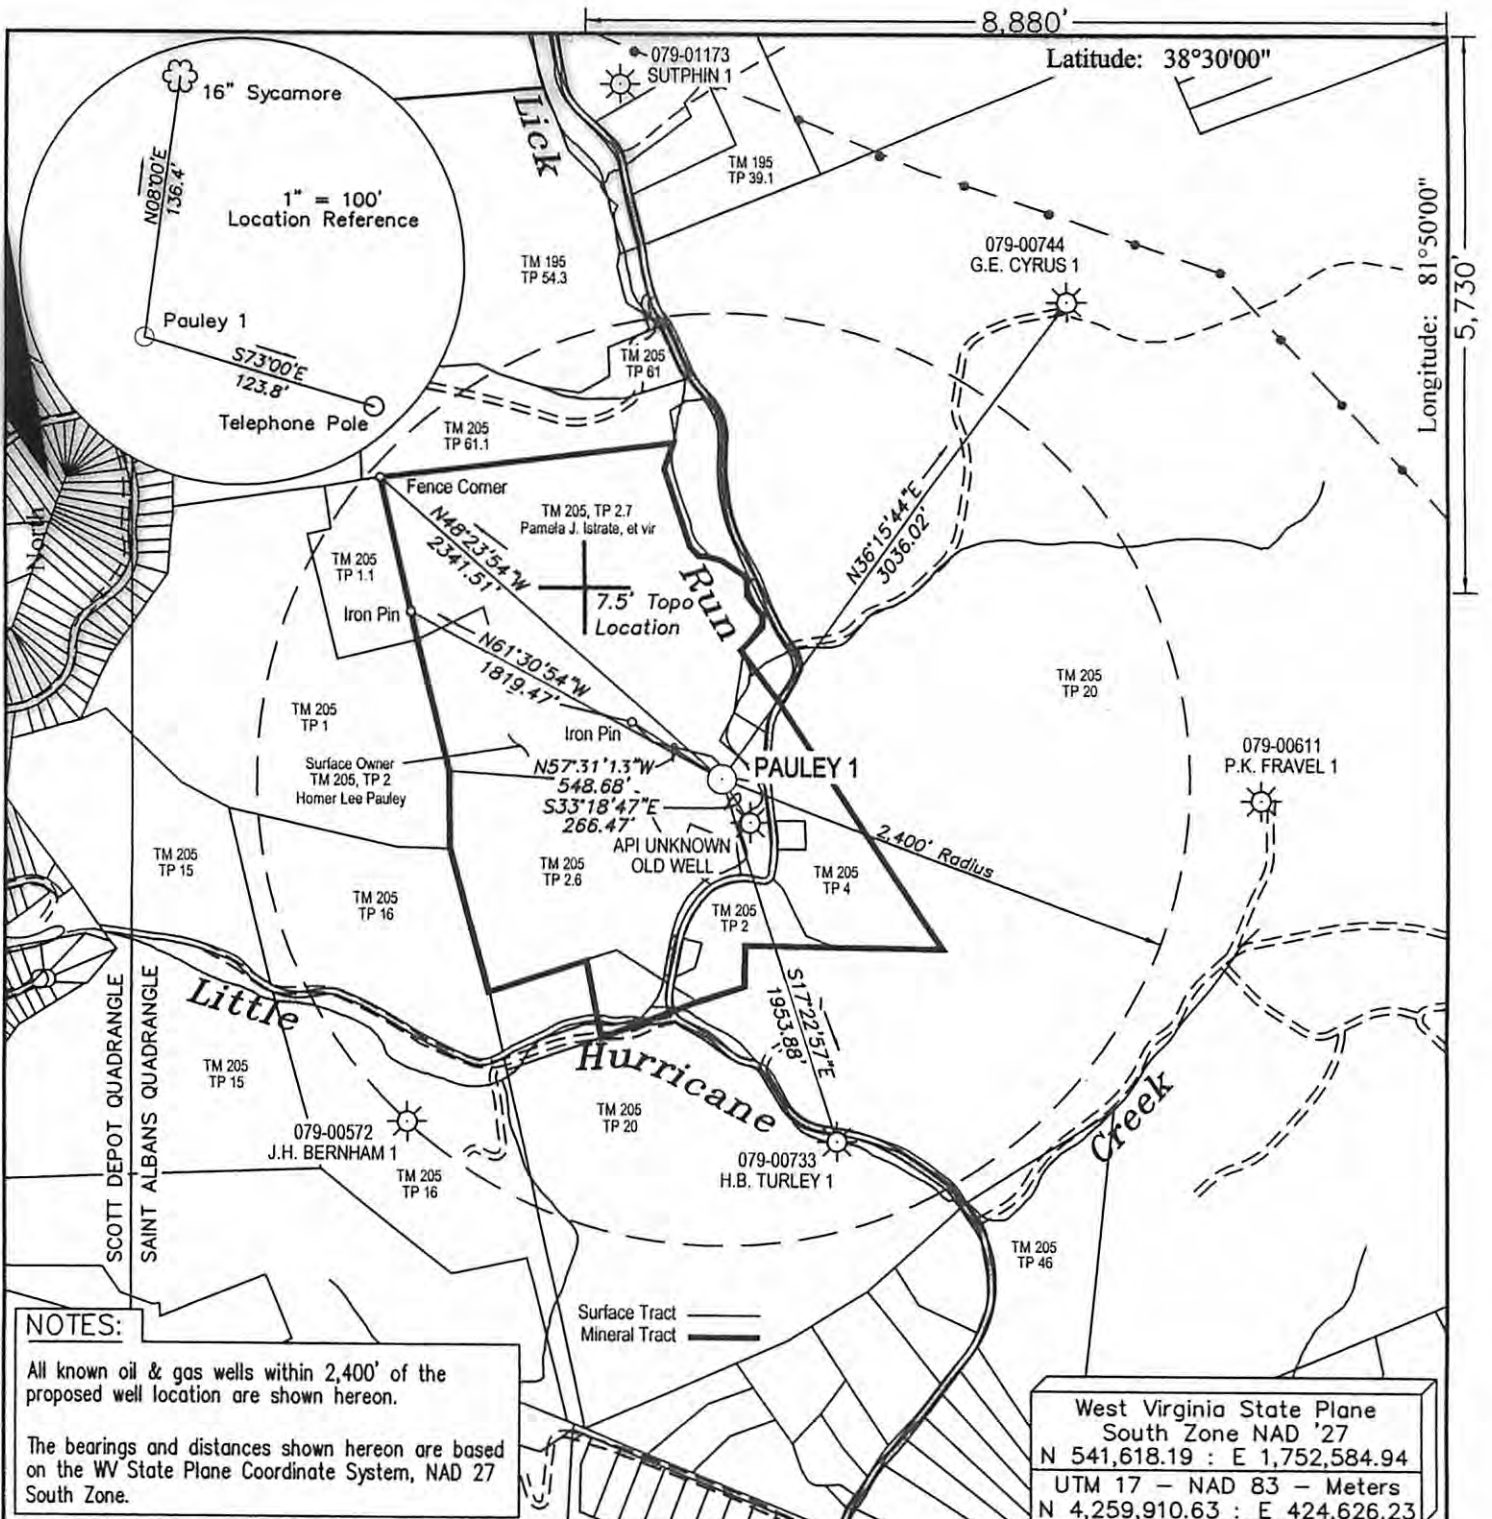 8,880'
Latitude: 38°30'00"
Longitude: 81°50'00"
5,730'
16" Sycamore
N08°00'E
136.4'
1" = 100'
Location Reference
Pauley 1
S73°00'E
123.8'
Telephone Pole
North
Lick
079-01173
SUTPHIN 1
TM 195
TP 39.1
TM 195
TP 54.3
079-00744
G.E. CYRUS 1
TM 205
TP 61
TM 205
TP 61.1
Fence Corner
TM 205, TP 2.7
Pamela J. Istrate, et vir
N48°23'54"W
2341.51'
N36°15'44"E
3036.02'
TM 205
TP 1.1
Run
7.5' Topo
Location
Iron Pin
N61°30'54"W
1819.47'
TM 205
TP 20
TM 205
TP 1
Iron Pin
Surface Owner
TM 205, TP 2
Homer Lee Pauley
N57°31'13"W
548.68'
PAULEY 1
079-00611
P.K. FRAVEL 1
S33°18'47"E
266.47'
API UNKNOWN
OLD WELL
2,400' Radius
TM 205
TP 15
TM 205
TP 16
TM 205
TP 2.6
TM 205
TP 4
TM 205
TP 2
SCOTT DEPOT QUADRANGLE
SAINT ALBANS QUADRANGLE
Little
Hurricane
Creek
S17°22'57"E
1953.88'
TM 205
TP 15
TM 205
TP 20
079-00572
J.H. BERNHAM 1
TM 205
TP 16
079-00733
H.B. TURLEY 1
TM 205
TP 46
Surface Tract
Mineral Tract
NOTES:
All known oil & gas wells within 2,400' of the
proposed well location are shown hereon.
The bearings and distances shown hereon are based
on the WV State Plane Coordinate System, NAD 27
South Zone.
West Virginia State Plane
South Zone NAD '27
N 541,618.19 : E 1,752,584.94
UTM 17 – NAD 83 – Meters
N 4,259,910.63 : E 424,626.23